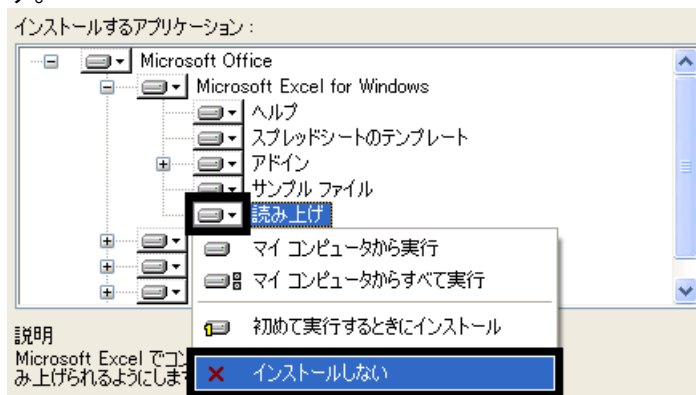 す。
インストールするアプリケーション :
Microsoft Office
Microsoft Excel for Windows
ヘルプ
スプレッドシートのテンプレート
アドイン
サンプル ファイル
読み上げ
マイ コンピュータから実行
マイ コンピュータからすべて実行
初めて実行するときにインストール
インストールしない
説明
Microsoft Excel でコン
み上げられるようにしま